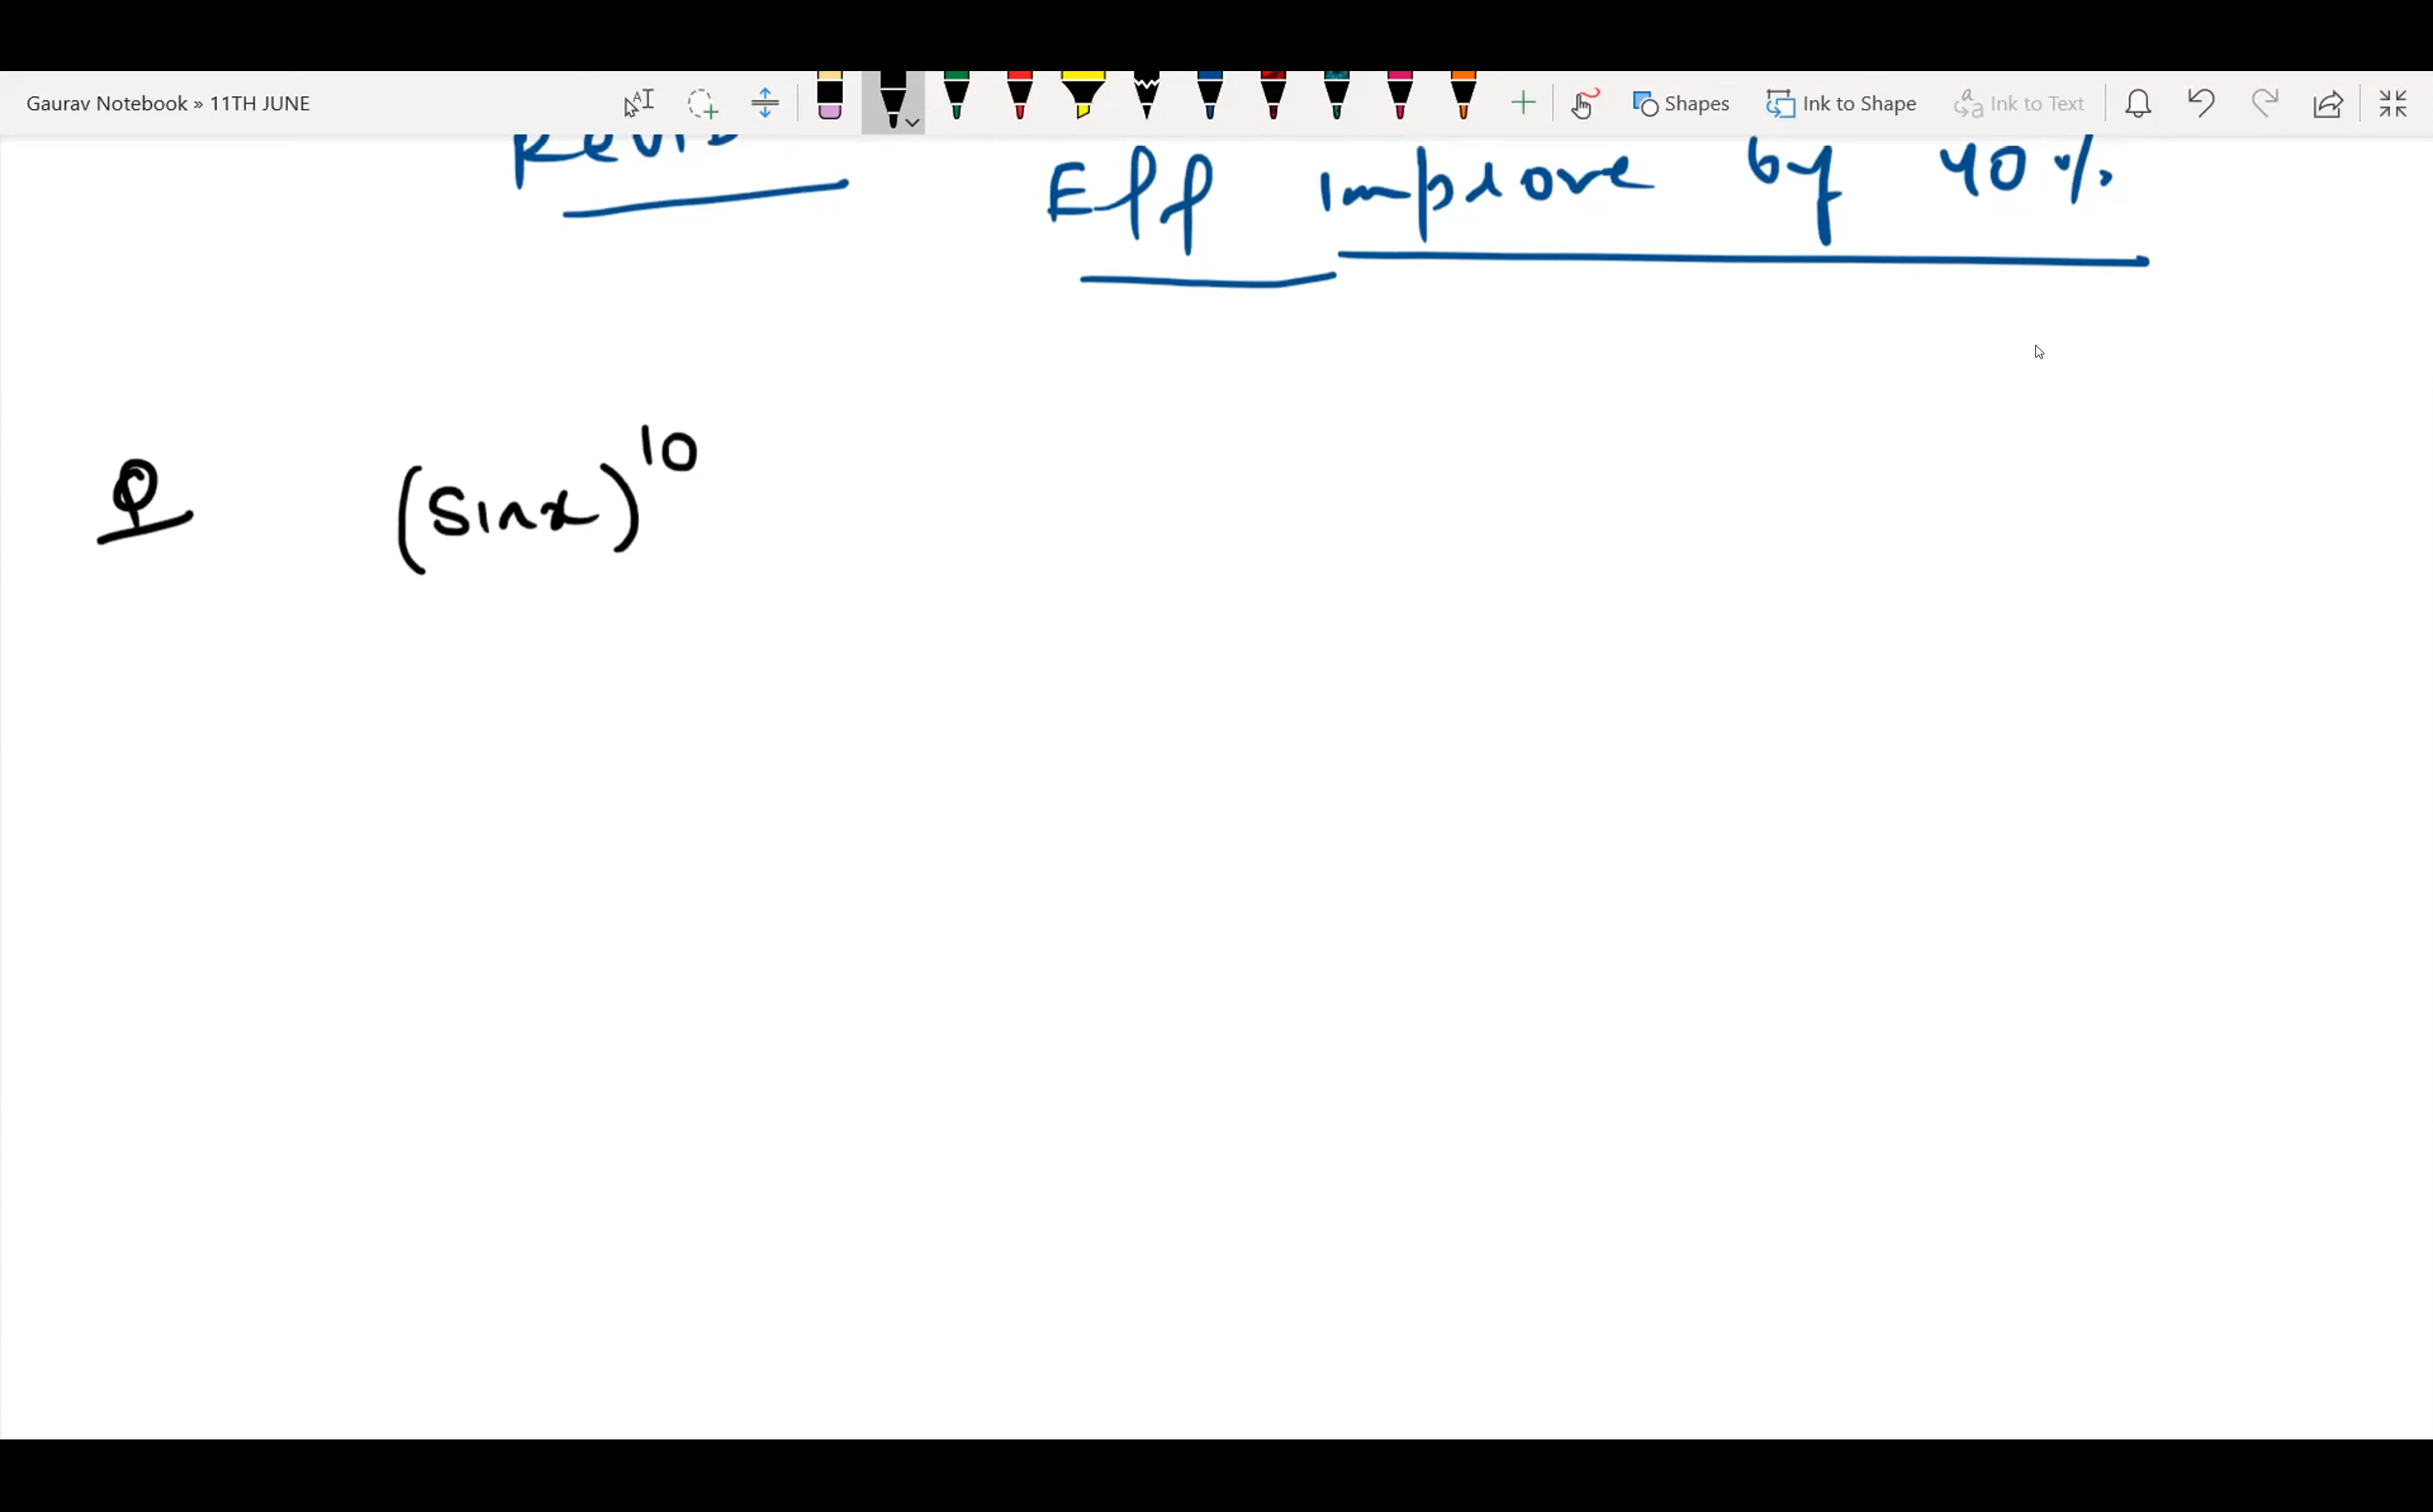 Gaurav Notebook » 11TH JUNE Shapes Ink to Shape Ink to Text
Eff improve by 40%
Q (sinx)^10